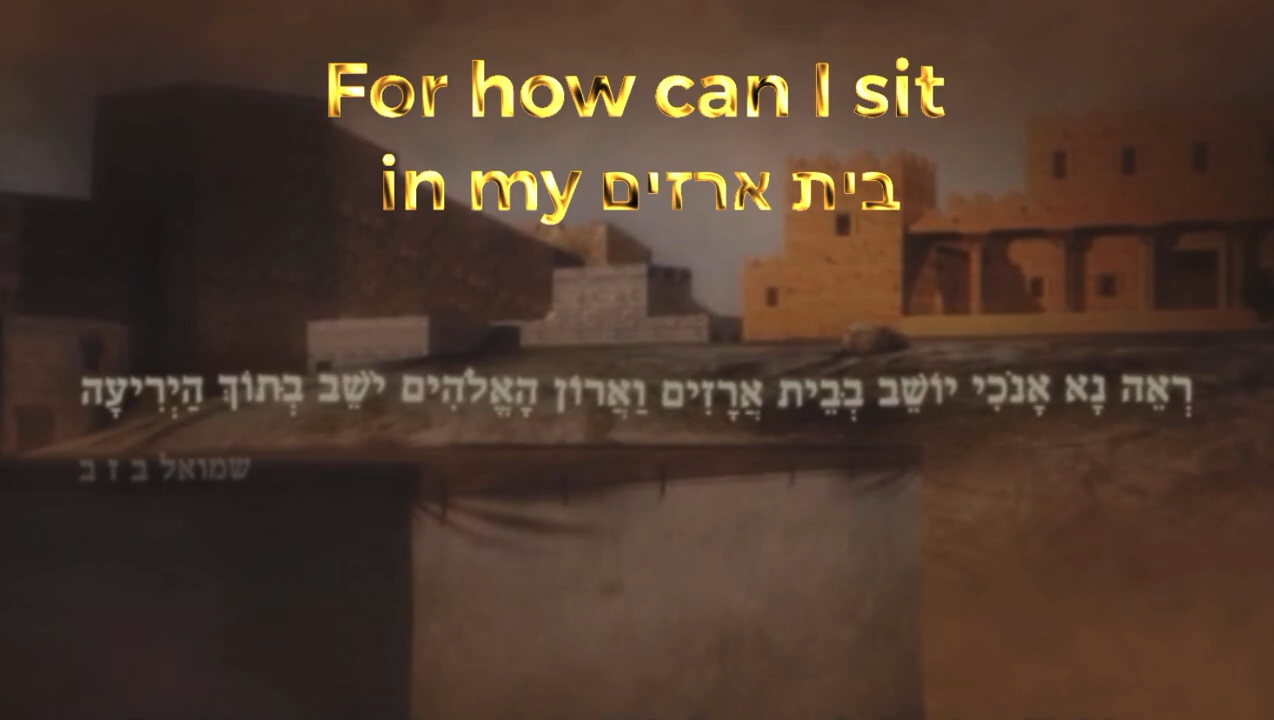 For how can I sit
in my בית ארזים
רְאֵה נָא אָנֹכִי יוֹשֵׁב בְּבֵית אֲרָזִים וַאֲרוֹן הָאֱלֹהִים יֹשֵׁב בְּתוֹךְ הַיְרִיעָה
שמואל ב ז ב